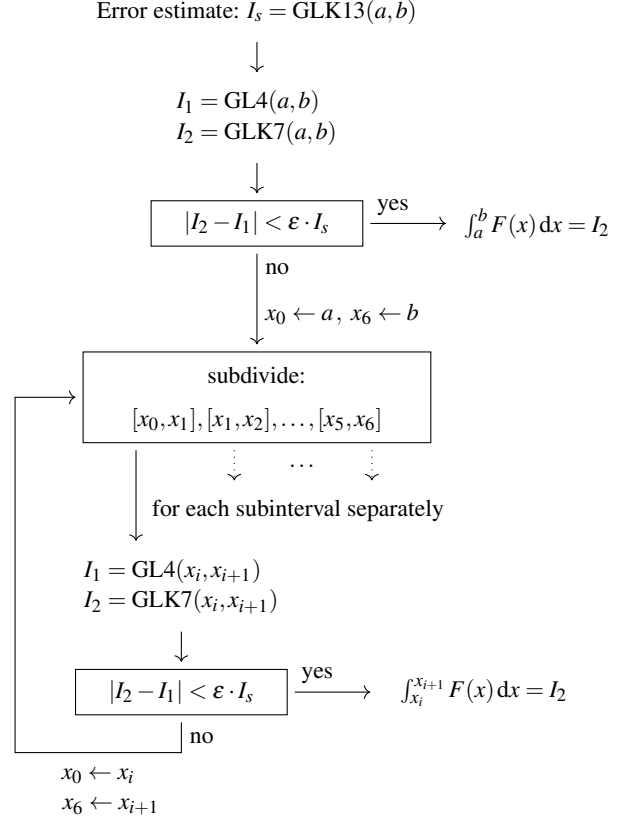 Error estimate: I_s = GLK13(a,b)
I_1 = GL4(a,b)
I_2 = GLK7(a,b)
|I_2 − I_1| < ε · I_s
yes
∫_a^b F(x) dx = I_2
no
x_0 ← a, x_6 ← b
subdivide:
[x_0,x_1],[x_1,x_2],...,[x_5,x_6]
...
for each subinterval separately
I_1 = GL4(x_i,x_{i+1})
I_2 = GLK7(x_i,x_{i+1})
|I_2 − I_1| < ε · I_s
yes
∫_{x_i}^{x_{i+1}} F(x) dx = I_2
no
x_0 ← x_i
x_6 ← x_{i+1}